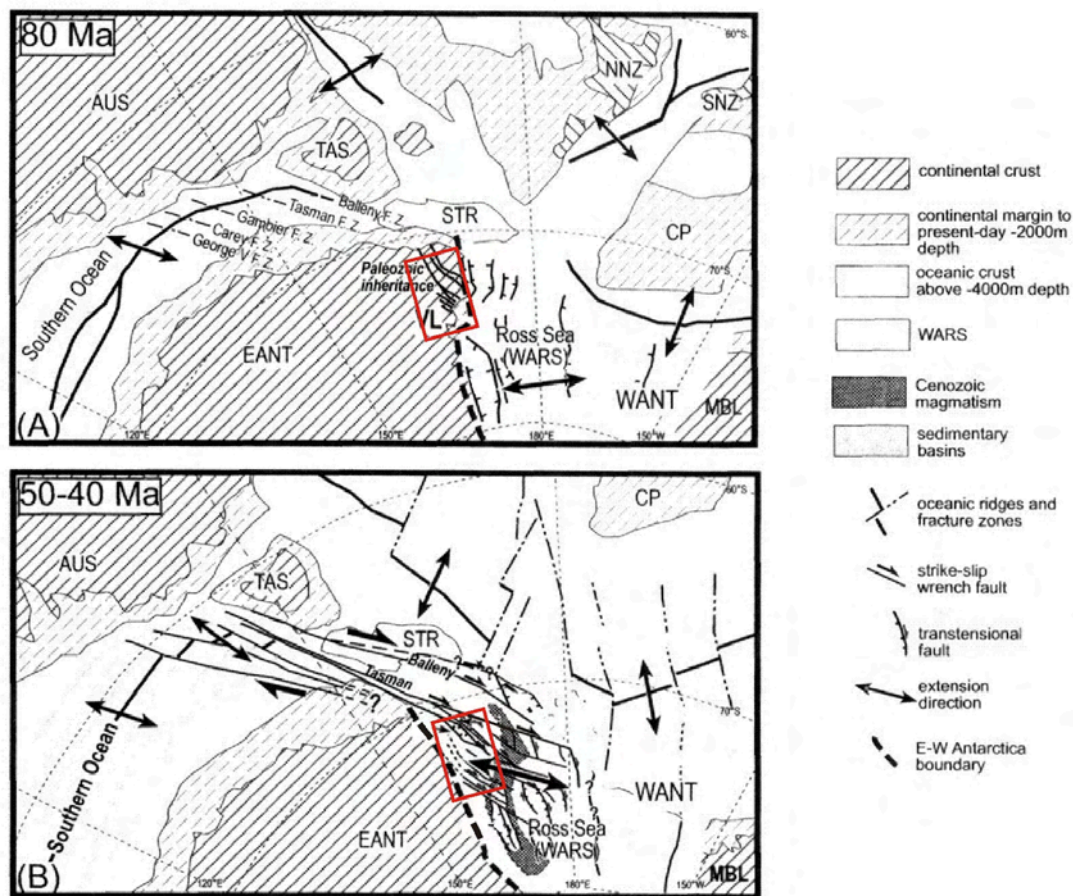 80 Ma
AUS
TAS
NNZ
SNZ
60°S
Balleny F. Z.
Tasman F. Z.
Gambier F. Z.
Carey F. Z.
George V F. Z.
STR
CP
Southern Ocean
Paleozoic
inheritance
VL
70°S
EANT
Ross Sea
(WARS)
WANT
MBL
(A)
120°E
150°E
180°E
150°W
50-40 Ma
AUS
TAS
CP
60°S
STR
Balleny
Tasman
?
?
?
?
70°S
Southern Ocean
EANT
Ross Sea
(WARS)
WANT
MBL
(B)
120°E
150°E
180°E
150°W
continental crust
continental margin to
present-day -2000m
depth
oceanic crust
above -4000m depth
WARS
Cenozoic
magmatism
sedimentary
basins
oceanic ridges and
fracture zones
strike-slip
wrench fault
transtensional
fault
extension
direction
E-W Antarctica
boundary